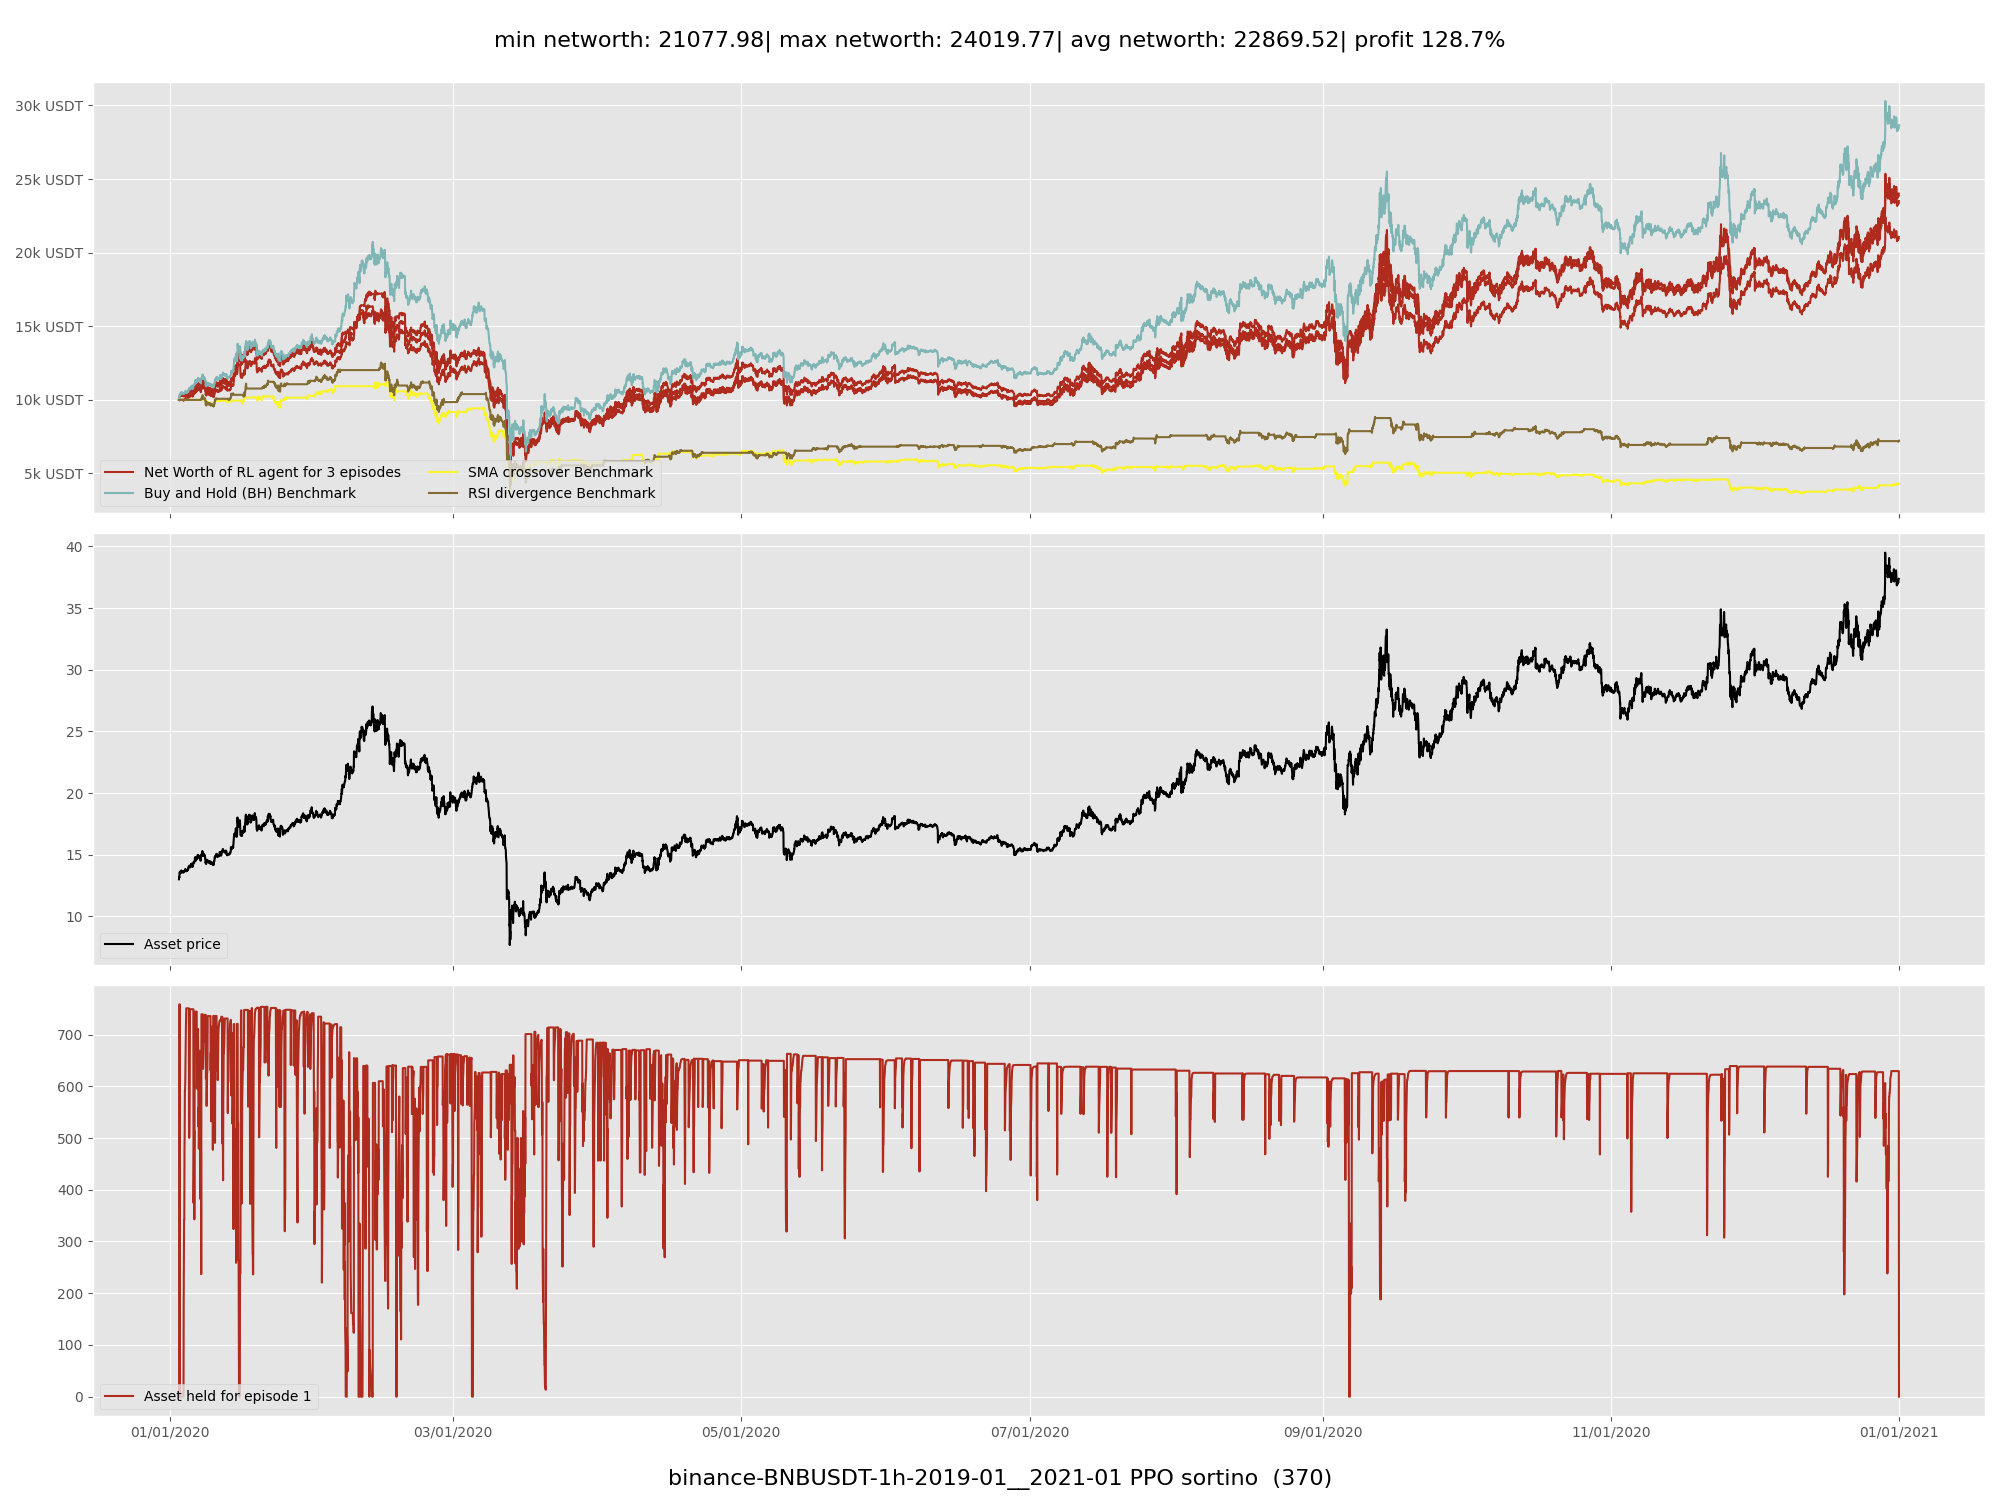 min networth: 21077.98| max networth: 24019.77| avg networth: 22869.52| profit 128.7%
30k USDT
25k USDT
20k USDT
15k USDT
10k USDT
5k USDT
Net Worth of RL agent for 3 episodes
Buy and Hold (BH) Benchmark
SMA crossover Benchmark
RSI divergence Benchmark
40
35
30
25
20
15
10
Asset price
700
600
500
400
300
200
100
0
Asset held for episode 1
01/01/2020 03/01/2020 05/01/2020 07/01/2020 09/01/2020 11/01/2020 01/01/2021
binance-BNBUSDT-1h-2019-01__2021-01 PPO sortino  (370)